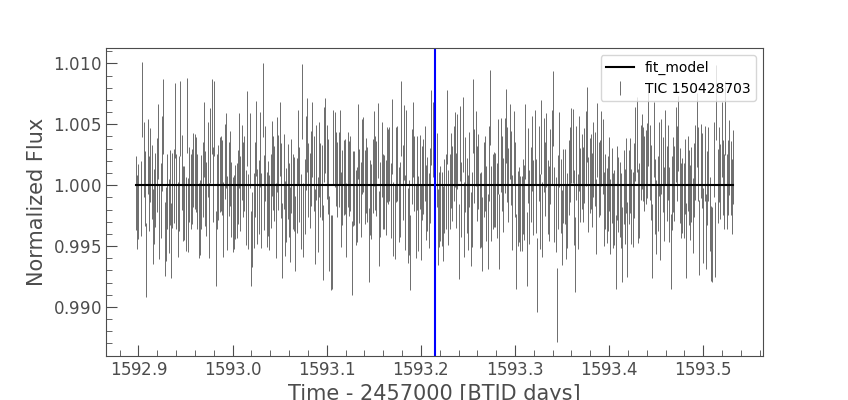 fit_model
TIC 150428703
1.010
1.005
1.000
0.995
0.990
Normalized Flux
1592.9 1593.0 1593.1 1593.2 1593.3 1593.4 1593.5
Time - 2457000 [BTJD days]